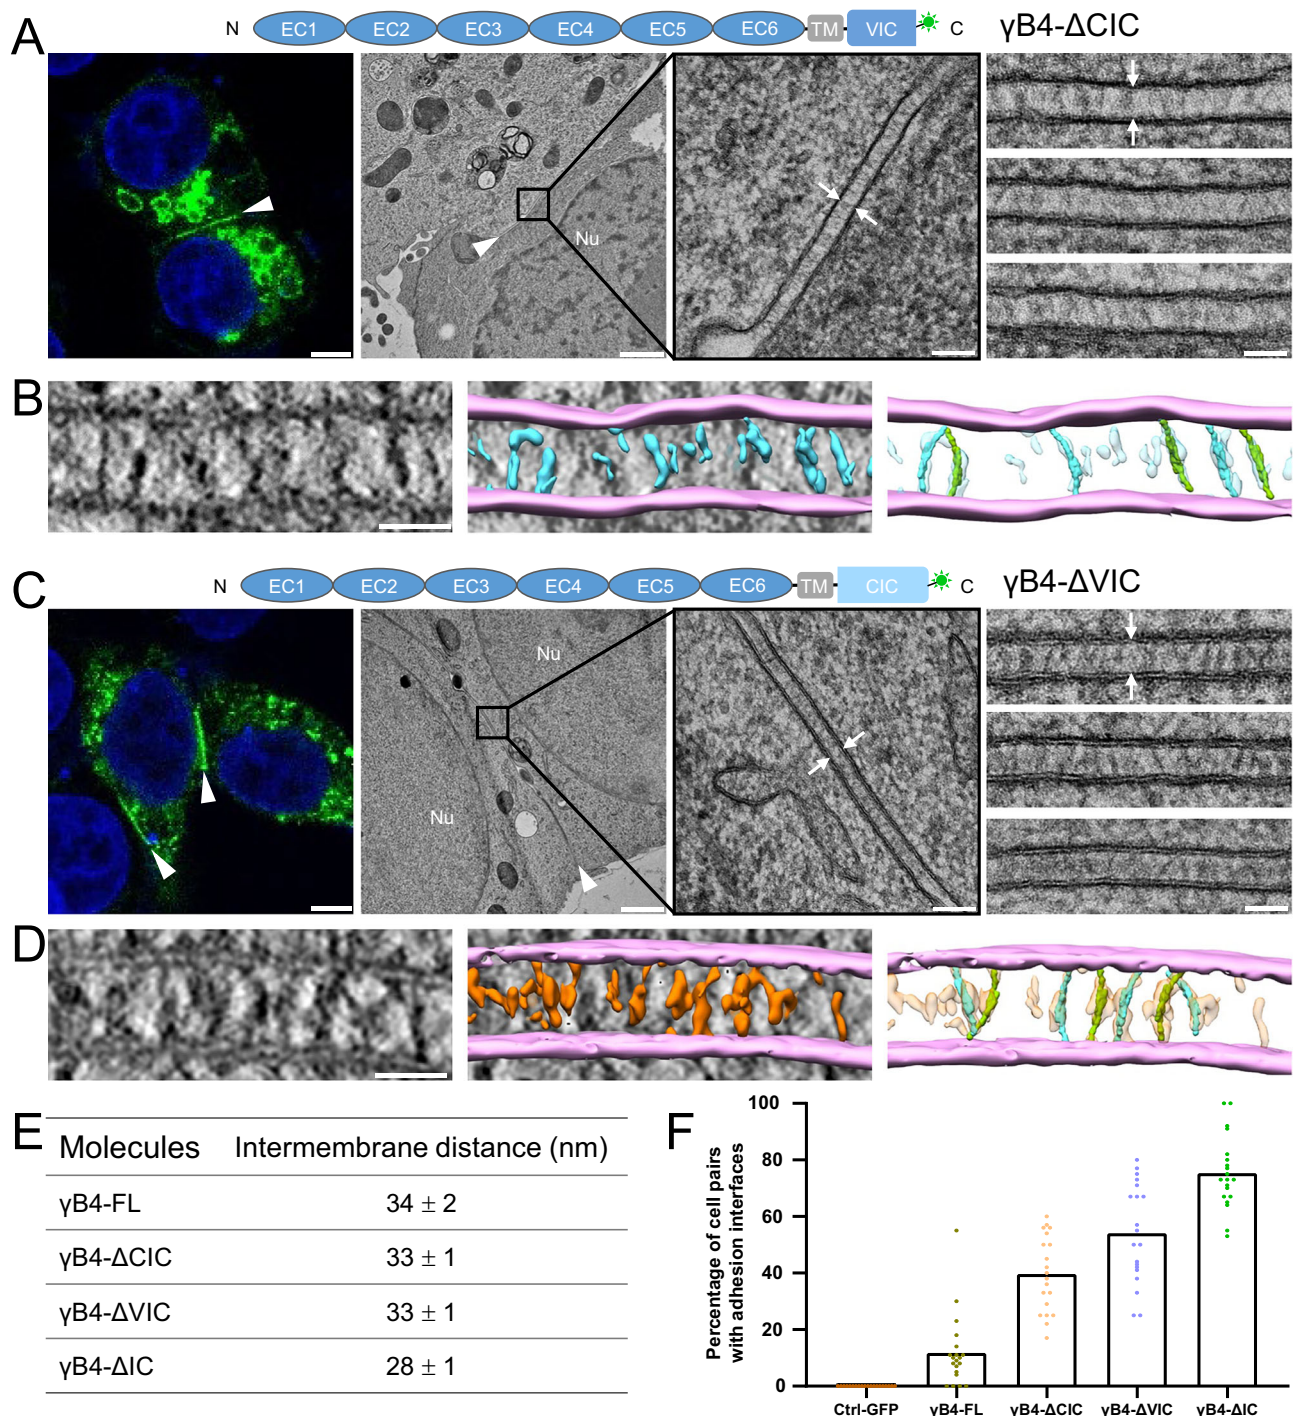 A
N EC1 EC2 EC3 EC4 EC5 EC6 TM VIC C γB4-ΔCIC
Nu
B
C
N EC1 EC2 EC3 EC4 EC5 EC6 TM CIC C γB4-ΔVIC
Nu
Nu
D
E
Molecules Intermembrane distance (nm)
γB4-FL 34 ± 2
γB4-ΔCIC 33 ± 1
γB4-ΔVIC 33 ± 1
γB4-ΔIC 28 ± 1
F
Percentage of cell pairs
with adhesion interfaces
100
80
60
40
20
0
Ctrl-GFP γB4-FL γB4-ΔCIC γB4-ΔVIC γB4-ΔIC